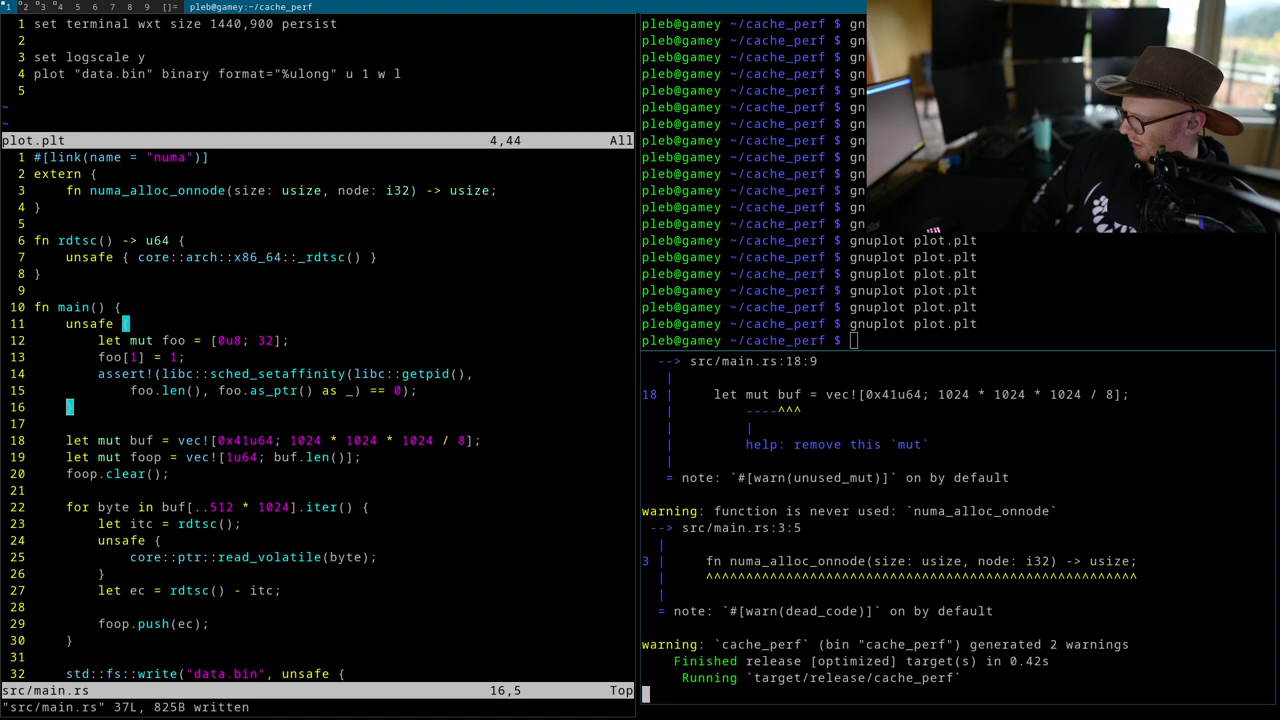 1 2 3 4 5 6 7 8 9 []= pleb@gamey:~/cache_perf
1 set terminal wxt size 1440,900 persist
2
3 set logscale y
4 plot "data.bin" binary format="%ulong" u 1 w l
5
~
~
plot.plt 4,44 All
1 #[link(name = "numa")]
2 extern {
3 fn numa_alloc_onnode(size: usize, node: i32) -> usize;
4 }
5
6 fn rdtsc() -> u64 {
7 unsafe { core::arch::x86_64::_rdtsc() }
8 }
9
10 fn main() {
11 unsafe {
12 let mut foo = [0u8; 32];
13 foo[1] = 1;
14 assert!(libc::sched_setaffinity(libc::getpid(),
15 foo.len(), foo.as_ptr() as _) == 0);
16 }
17
18 let mut buf = vec![0x41u64; 1024 * 1024 * 1024 / 8];
19 let mut foop = vec![1u64; buf.len()];
20 foop.clear();
21
22 for byte in buf[..512 * 1024].iter() {
23 let itc = rdtsc();
24 unsafe {
25 core::ptr::read_volatile(byte);
26 }
27 let ec = rdtsc() - itc;
28
29 foop.push(ec);
30 }
31
32 std::fs::write("data.bin", unsafe {
src/main.rs 16,5 Top
"src/main.rs" 37L, 825B written
pleb@gamey ~/cache_perf $ gn
pleb@gamey ~/cache_perf $ gn
pleb@gamey ~/cache_perf $ gn
pleb@gamey ~/cache_perf $ gn
pleb@gamey ~/cache_perf $ gn
pleb@gamey ~/cache_perf $ gn
pleb@gamey ~/cache_perf $ gn
pleb@gamey ~/cache_perf $ gn
pleb@gamey ~/cache_perf $ gn
pleb@gamey ~/cache_perf $ gn
pleb@gamey ~/cache_perf $ gn
pleb@gamey ~/cache_perf $ gn
pleb@gamey ~/cache_perf $ gn
pleb@gamey ~/cache_perf $ gnuplot plot.plt
pleb@gamey ~/cache_perf $ gnuplot plot.plt
pleb@gamey ~/cache_perf $ gnuplot plot.plt
pleb@gamey ~/cache_perf $ gnuplot plot.plt
pleb@gamey ~/cache_perf $ gnuplot plot.plt
pleb@gamey ~/cache_perf $ gnuplot plot.plt
pleb@gamey ~/cache_perf $
--> src/main.rs:18:9
|
18 | let mut buf = vec![0x41u64; 1024 * 1024 * 1024 / 8];
| ----^^^
| |
| help: remove this `mut`
|
= note: `#[warn(unused_mut)]` on by default
warning: function is never used: `numa_alloc_onnode`
--> src/main.rs:3:5
|
3 | fn numa_alloc_onnode(size: usize, node: i32) -> usize;
| ^^^^^^^^^^^^^^^^^^^^^^^^^^^^^^^^^^^^^^^^^^^^^^^^^^^^^^
|
= note: `#[warn(dead_code)]` on by default
warning: `cache_perf` (bin "cache_perf") generated 2 warnings
Finished release [optimized] target(s) in 0.42s
Running `target/release/cache_perf`